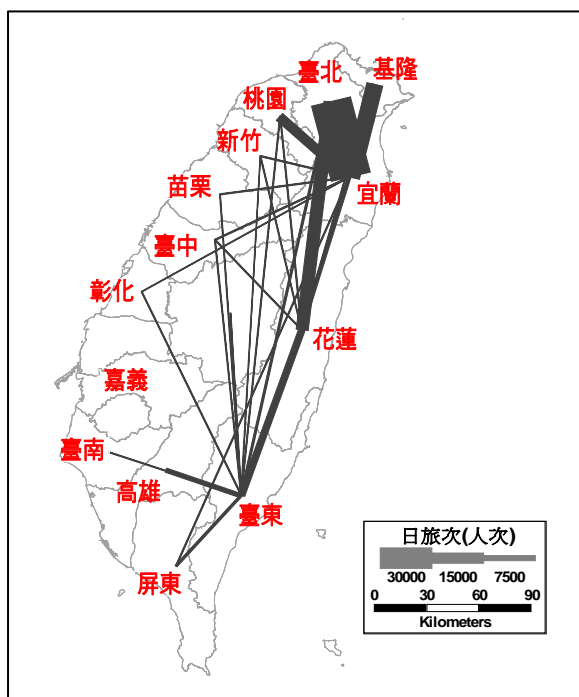 臺北
基隆
桃園
新竹
苗栗
宜蘭
臺中
彰化
花蓮
嘉義
臺南
高雄
臺東
屏東
日旅次(人次)
30000 15000 7500
0 30 60 90
Kilometers